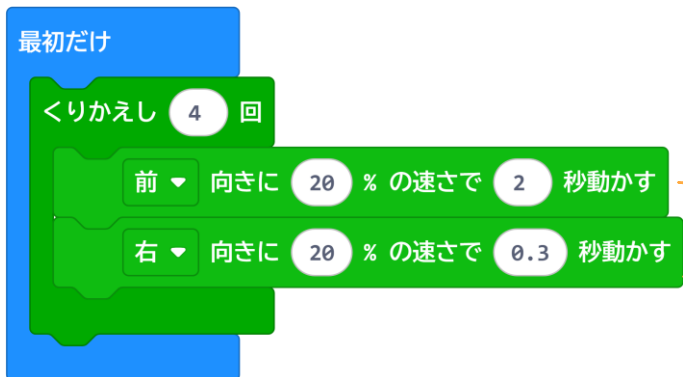 最初だけ
くりかえし 4 回
前 向きに 20 % の速さで 2 秒動かす
右 向きに 20 % の速さで 0.3 秒動かす